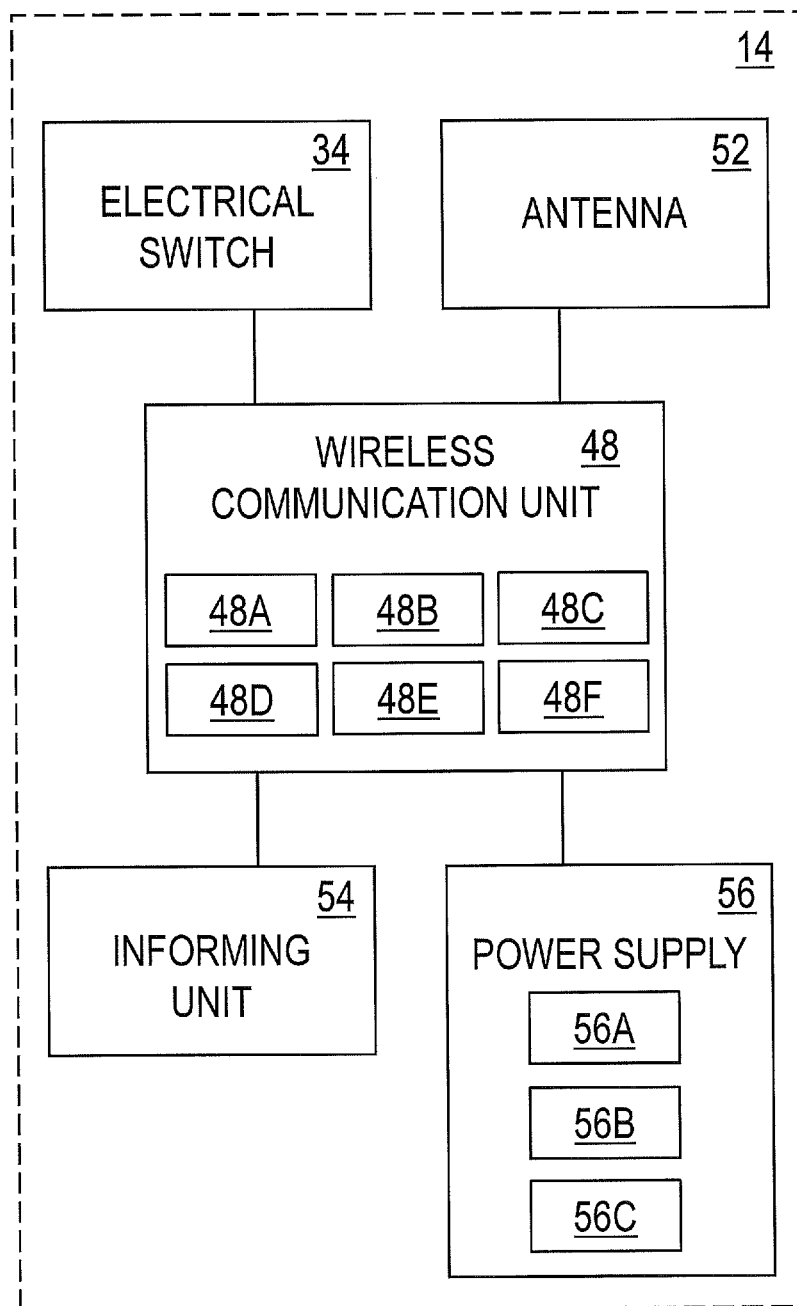 14
34
ELECTRICAL
SWITCH
52
ANTENNA
WIRELESS 48
COMMUNICATION UNIT
48A 48B 48C
48D 48E 48F
54
INFORMING
UNIT
56
POWER SUPPLY
56A
56B
56C